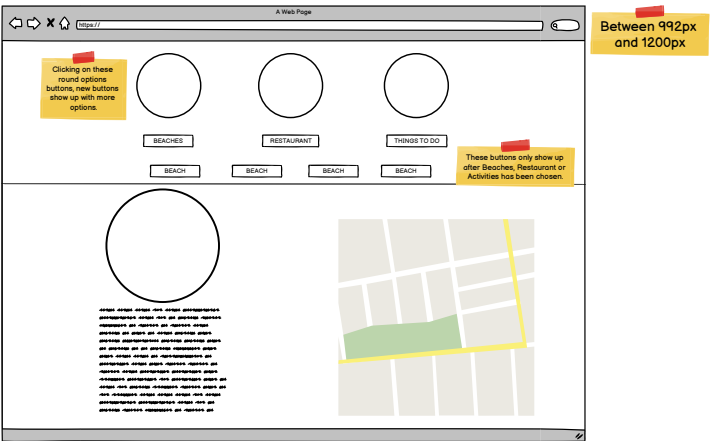 A Web Page
https://
Between 992px
and 1200px
Clicking on these
round options
buttons, new buttons
show up with more
options.
BEACHES
RESTAURANT
THINGS TO DO
These buttons only show up
after Beaches, Restaurant or
Activities has been chosen.
BEACH
BEACH
BEACH
BEACH